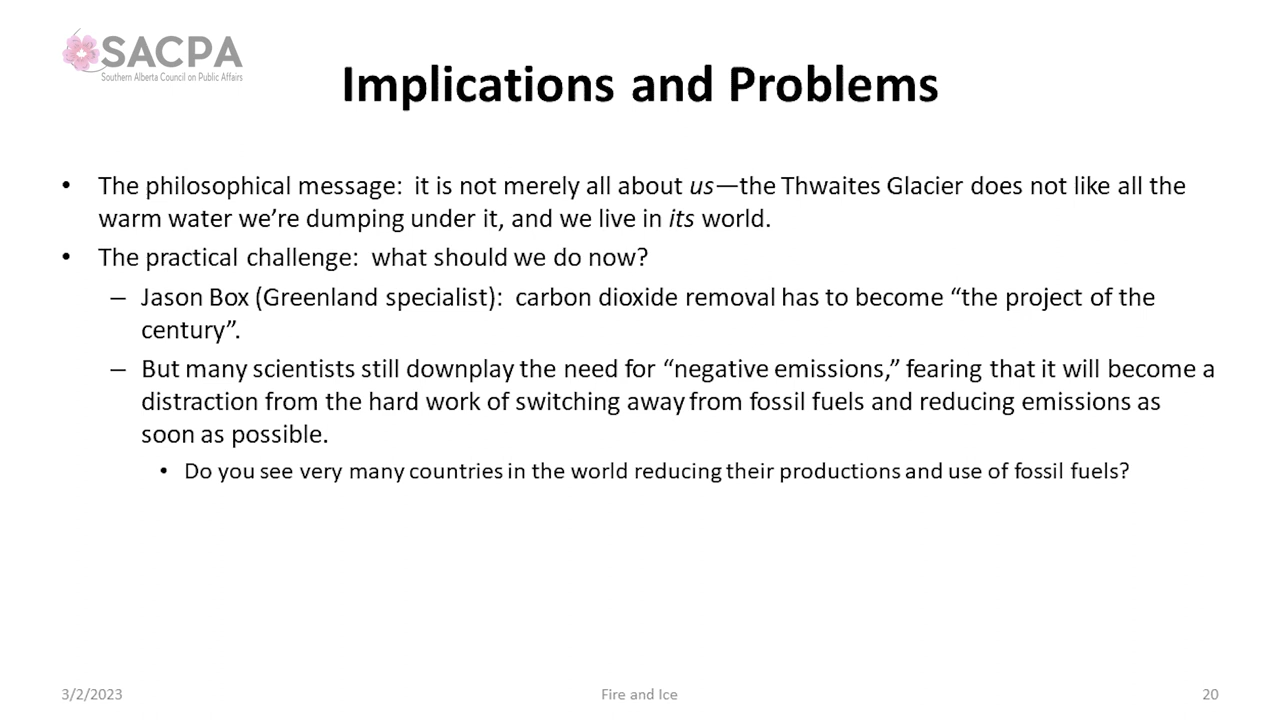 SACPA
Southern Alberta Council on Public Affairs
Implications and Problems
• The philosophical message:  it is not merely all about us—the Thwaites Glacier does not like all the
warm water we’re dumping under it, and we live in its world.
• The practical challenge:  what should we do now?
– Jason Box (Greenland specialist):  carbon dioxide removal has to become “the project of the
century”.
– But many scientists still downplay the need for “negative emissions,” fearing that it will become a
distraction from the hard work of switching away from fossil fuels and reducing emissions as
soon as possible.
• Do you see very many countries in the world reducing their productions and use of fossil fuels?
3/2/2023
Fire and Ice
20